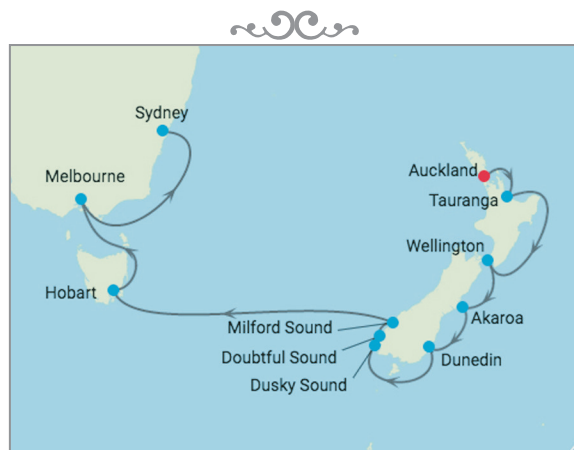 Sydney
Auckland
Melbourne
Tauranga
Wellington
Hobart
Akaroa
Milford Sound
Doubtful Sound
Dunedin
Dusky Sound